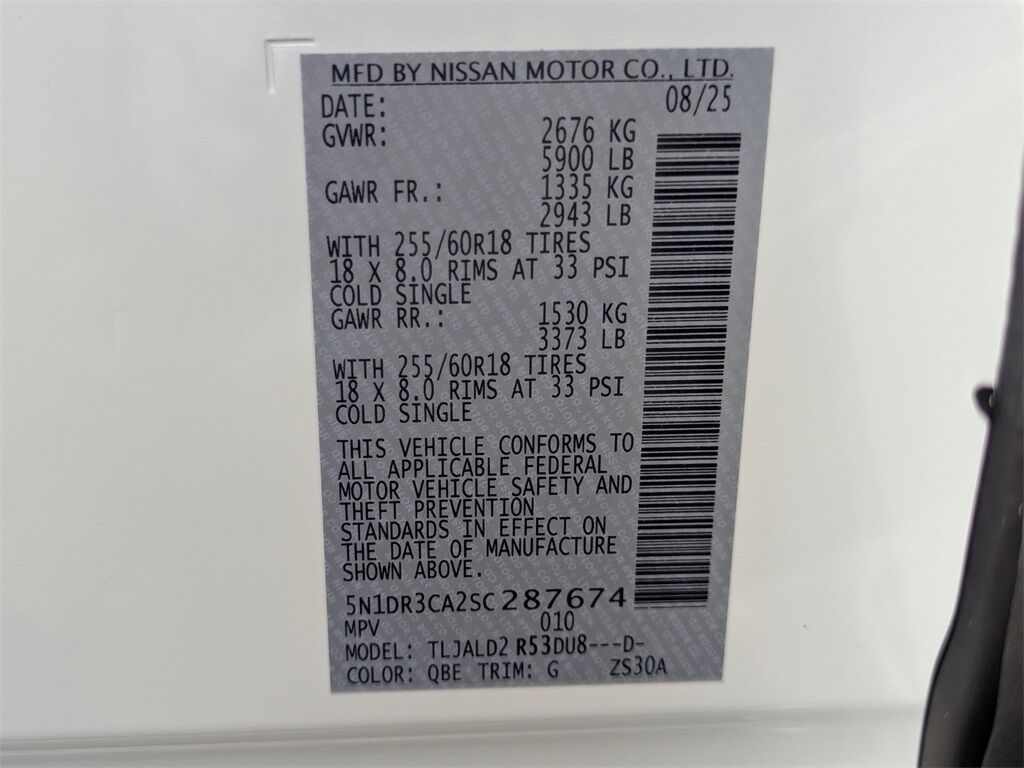 MFD BY NISSAN MOTOR CO., LTD.
DATE: 08/25
GVWR: 2676 KG
5900 LB
GAWR FR.: 1335 KG
2943 LB
WITH 255/60R18 TIRES
18 X 8.0 RIMS AT 33 PSI
COLD SINGLE
GAWR RR.: 1530 KG
3373 LB
WITH 255/60R18 TIRES
18 X 8.0 RIMS AT 33 PSI
COLD SINGLE
THIS VEHICLE CONFORMS TO
ALL APPLICABLE FEDERAL
MOTOR VEHICLE SAFETY AND
THEFT PREVENTION
STANDARDS IN EFFECT ON
THE DATE OF MANUFACTURE
SHOWN ABOVE.
5N1DR3CA2SC287674
MPV 010
MODEL: TLJALD2 R53DU8---D-
COLOR: QBE TRIM: G ZS30A